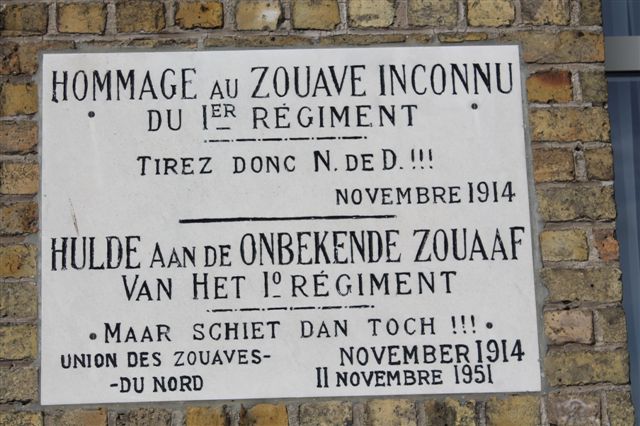 HOMMAGE AU ZOUAVE INCONNU
DU 1ER RÉGIMENT
TIREZ DONC N. DE D. !!!
NOVEMBRE 1914
HULDE AAN DE ONBEKENDE ZOUAAF
VAN HET 1º RÉGIMENT
MAAR SCHIET DAN TOCH !!!
UNION DES ZOUAVES- NOVEMBER 1914
-DU NORD 11 NOVEMBRE 1951